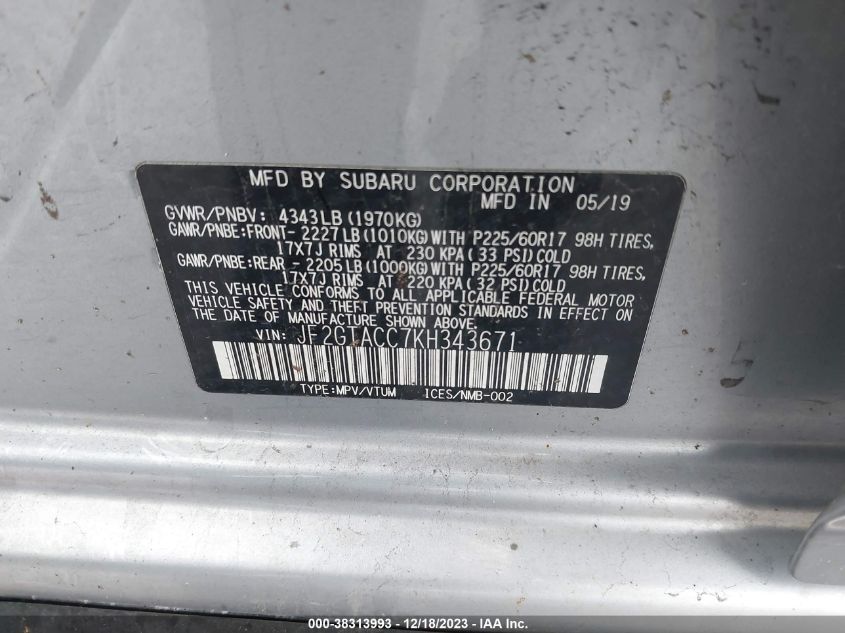 MFD BY SUBARU CORPORATION
MFD IN 05/19
GVWR/PNBV: 4343LB (1970KG)
GAWR/PNBE:FRONT- 2227LB (1010KG) WITH P225/60R17 98H TIRES,
17X7J RIMS AT 230 KPA (33 PSI) COLD
GAWR/PNBE:REAR - 2205LB (1000KG) WITH P225/60R17 98H TIRES,
17X7J RIMS AT 220 KPA (32 PSI) COLD
THIS VEHICLE CONFORMS TO ALL APPLICABLE FEDERAL MOTOR
VEHICLE SAFETY AND THEFT PREVENTION STANDARDS IN EFFECT ON
THE DATE OF MANUFACTURE SHOWN ABOVE.
VIN: JF2GTACC7KH343671
TYPE:MPV/VTUM ICES/NMB-002
000-38313993 - 12/18/2023 - IAA Inc.